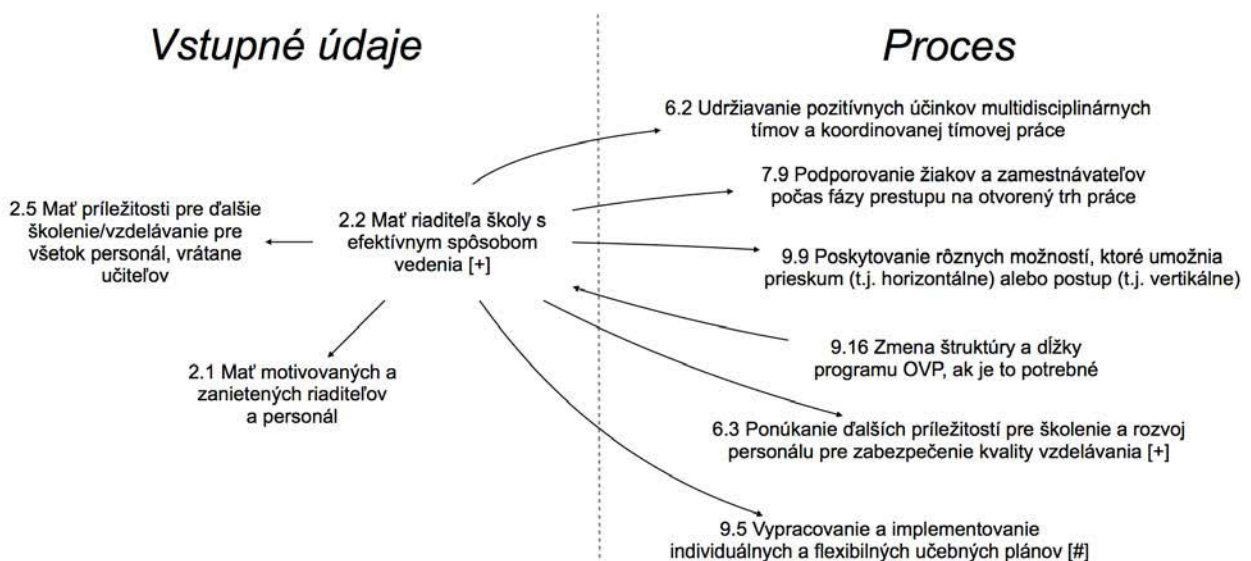 Vstupné údaje
Proces
6.2 Udržiavanie pozitívnych účinkov multidisciplinárnych
tímov a koordinovanej tímovej práce
7.9 Podporovanie žiakov a zamestnávateľov
počas fázy prestupu na otvorený trh práce
2.5 Mať príležitosti pre ďalšie
školenie/vzdelávanie pre
všetok personál, vrátane
učiteľov
2.2 Mať riaditeľa školy s
efektívnym spôsobom
vedenia [+]
9.9 Poskytovanie rôznych možností, ktoré umožnia
prieskum (t.j. horizontálne) alebo postup (t.j. vertikálne)
9.16 Zmena štruktúry a dĺžky
programu OVP, ak je to potrebné
2.1 Mať motivovaných a
zanietených riaditeľov
a personál
6.3 Ponúkanie ďalších príležitostí pre školenie a rozvoj
personálu pre zabezpečenie kvality vzdelávania [+]
9.5 Vypracovanie a implementovanie
individuálnych a flexibilných učebných plánov [#]